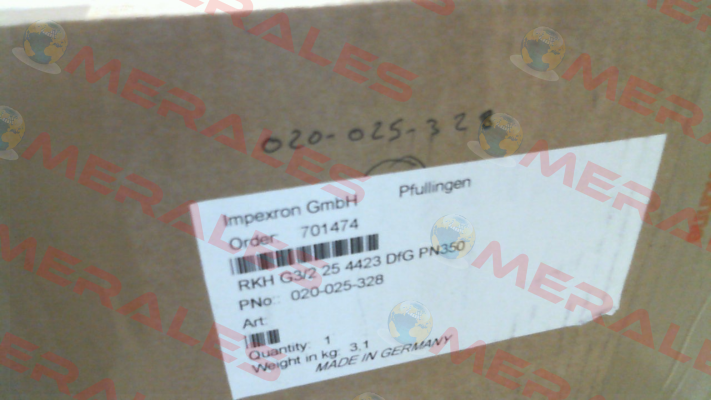 MERALES
020-025-328
Impexron GmbH Pfullingen
Order: 701474
RKH G3/2 25 4423 DfG PN350
PNo.: 020-025-328
Art:
Quantity: 1
Weight in kg: 3,1
MADE IN GERMANY